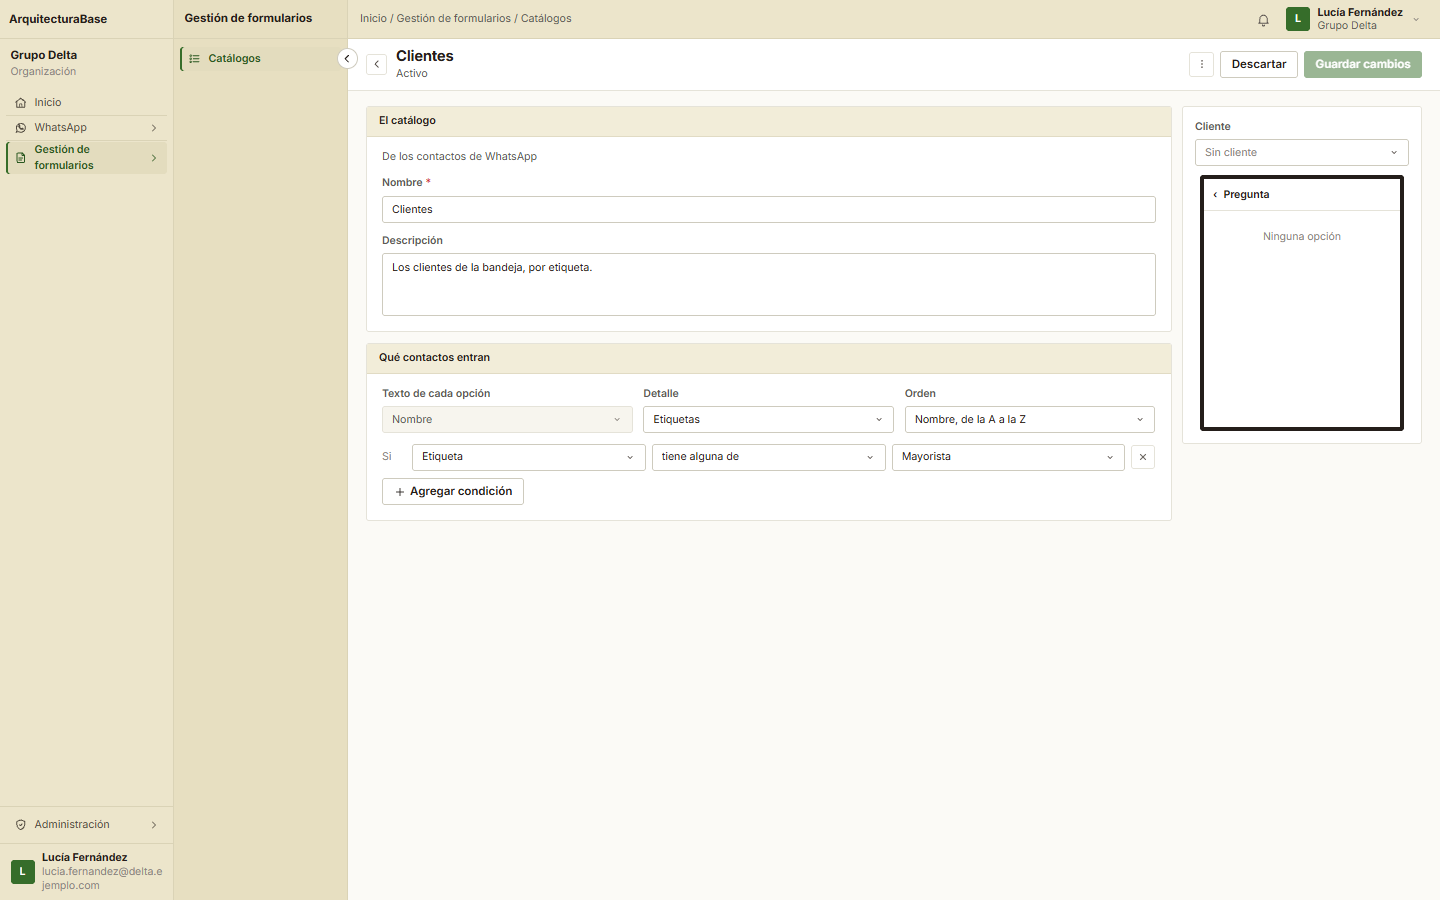 ArquitecturaBase
Gestión de formularios
Inicio / Gestión de formularios / Catálogos
L
Lucía Fernández
Grupo Delta
Grupo Delta
Organización
Inicio
WhatsApp
Gestión de
formularios
Catálogos
Clientes
Activo
Descartar
Guardar cambios
El catálogo
De los contactos de WhatsApp
Nombre *
Clientes
Descripción
Los clientes de la bandeja, por etiqueta.
Qué contactos entran
Texto de cada opción
Detalle
Orden
Nombre
Etiquetas
Nombre, de la A a la Z
Si
Etiqueta
tiene alguna de
Mayorista
Agregar condición
Cliente
Sin cliente
Pregunta
Ninguna opción
Administración
L
Lucía Fernández
lucia.fernandez@delta.e
jemplo.com